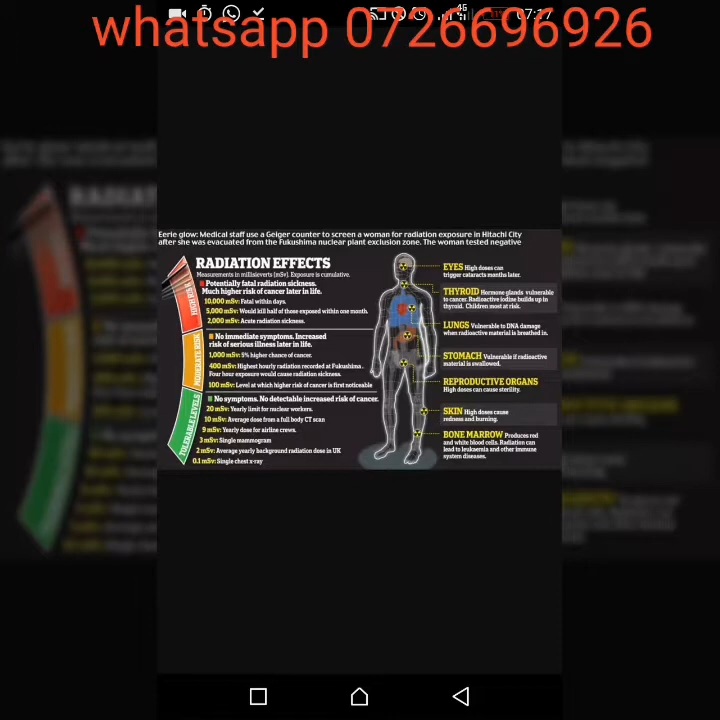 whatsapp 0726696926
Eerie glow: Medical staff use a Geiger counter to screen a woman for radiation exposure in Hitachi City
after she was evacuated from the Fukushima nuclear plant exclusion zone. The woman tested negative
RADIATION EFFECTS
Measurements in millisieverts (mSv). Exposure is cumulative.
HIGH RISK
Potentially fatal radiation sickness.
Much higher risk of cancer later in life.
10,000 mSv: Fatal within days.
5,000 mSv: Would kill half of those exposed within one month.
2,000 mSv: Acute radiation sickness.
MODERATE RISK
No immediate symptoms. Increased
risk of serious illness later in life.
1,000 mSv: 5% higher chance of cancer.
400 mSv: Highest hourly radiation recorded at Fukushima.
Four hour exposure would cause radiation sickness.
100 mSv: Level at which higher risk of cancer is first noticeable
TOLERABLE LEVELS
No symptoms. No detectable increased risk of cancer.
20 mSv: Yearly limit for nuclear workers.
10 mSv: Average dose from a full body CT scan
9 mSv: Yearly dose for airline crews.
3 mSv: Single mammogram
2 mSv: Average yearly background radiation dose in UK
0.1 mSv: Single chest x-ray
EYES High doses can
trigger cataracts months later.
THYROID Hormone glands vulnerable
to cancer. Radioactive iodine builds up in
thyroid. Children most at risk.
LUNGS Vulnerable to DNA damage
when radioactive material is breathed in.
STOMACH Vulnerable if radioactive
material is swallowed.
REPRODUCTIVE ORGANS
High doses can cause sterility.
SKIN High doses cause
redness and burning.
BONE MARROW Produces red
and white blood cells. Radiation can
lead to leukaemia and other immune
system diseases.